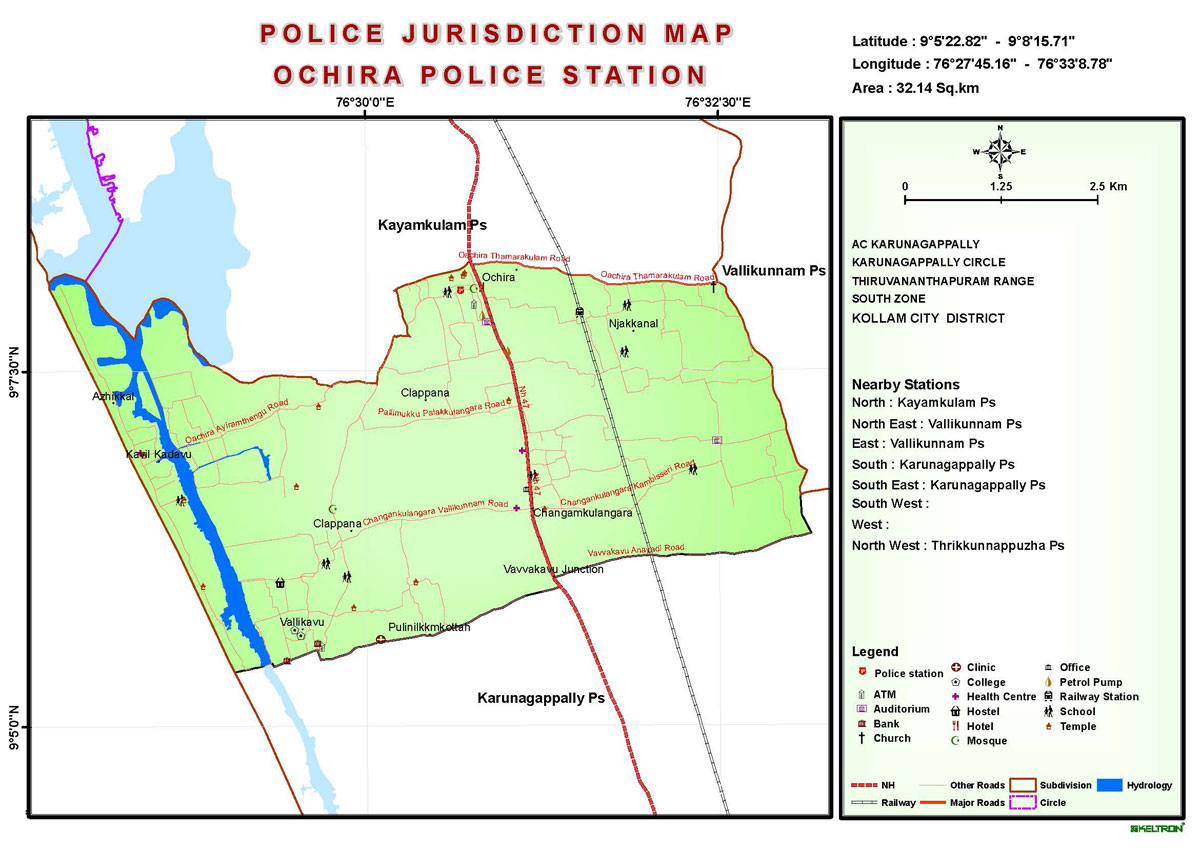 POLICE JURISDICTION MAP
OCHIRA POLICE STATION
Latitude : 9°5'22.82" - 9°8'15.71"
Longitude : 76°27'45.16" - 76°33'8.78"
Area : 32.14 Sq.km
76°30'0"E
76°32'30"E
9°7'30"N
9°5'0"N
Kayamkulam Ps
Vallikunnam Ps
Karunagappally Ps
Oachira Thamarakulam Road
Oachira Thamarakulam Road
Ochira
Njakkanal
Azhikkal
Clappana
Nh 47
Pallimukku Palakkulangara Road
Oachira Ayiramthengu Road
Kavil Kadavu
Changankulangara Kambisseri Road
Nh 47
Changankulangara Vallikunnam Road
Changamkulangara
Clappana
Vavvakavu Anayadi Road
Vavvakavu Junction
Vallikavu
Pulinilkkmkottah
N
W
E
S
0
1.25
2.5 Km
AC KARUNAGAPPALLY
KARUNAGAPPALLY CIRCLE
THIRUVANANTHAPURAM RANGE
SOUTH ZONE
KOLLAM CITY DISTRICT
Nearby Stations
North : Kayamkulam Ps
North East : Vallikunnam Ps
East : Vallikunnam Ps
South : Karunagappally Ps
South East : Karunagappally Ps
South West :
West :
North West : Thrikkunnappuzha Ps
Legend
Police station
ATM
Auditorium
Bank
Church
Clinic
College
Health Centre
Hostel
Hotel
Mosque
Office
Petrol Pump
Railway Station
School
Temple
NH
Other Roads
Subdivision
Hydrology
Railway
Major Roads
Circle
KELTRON